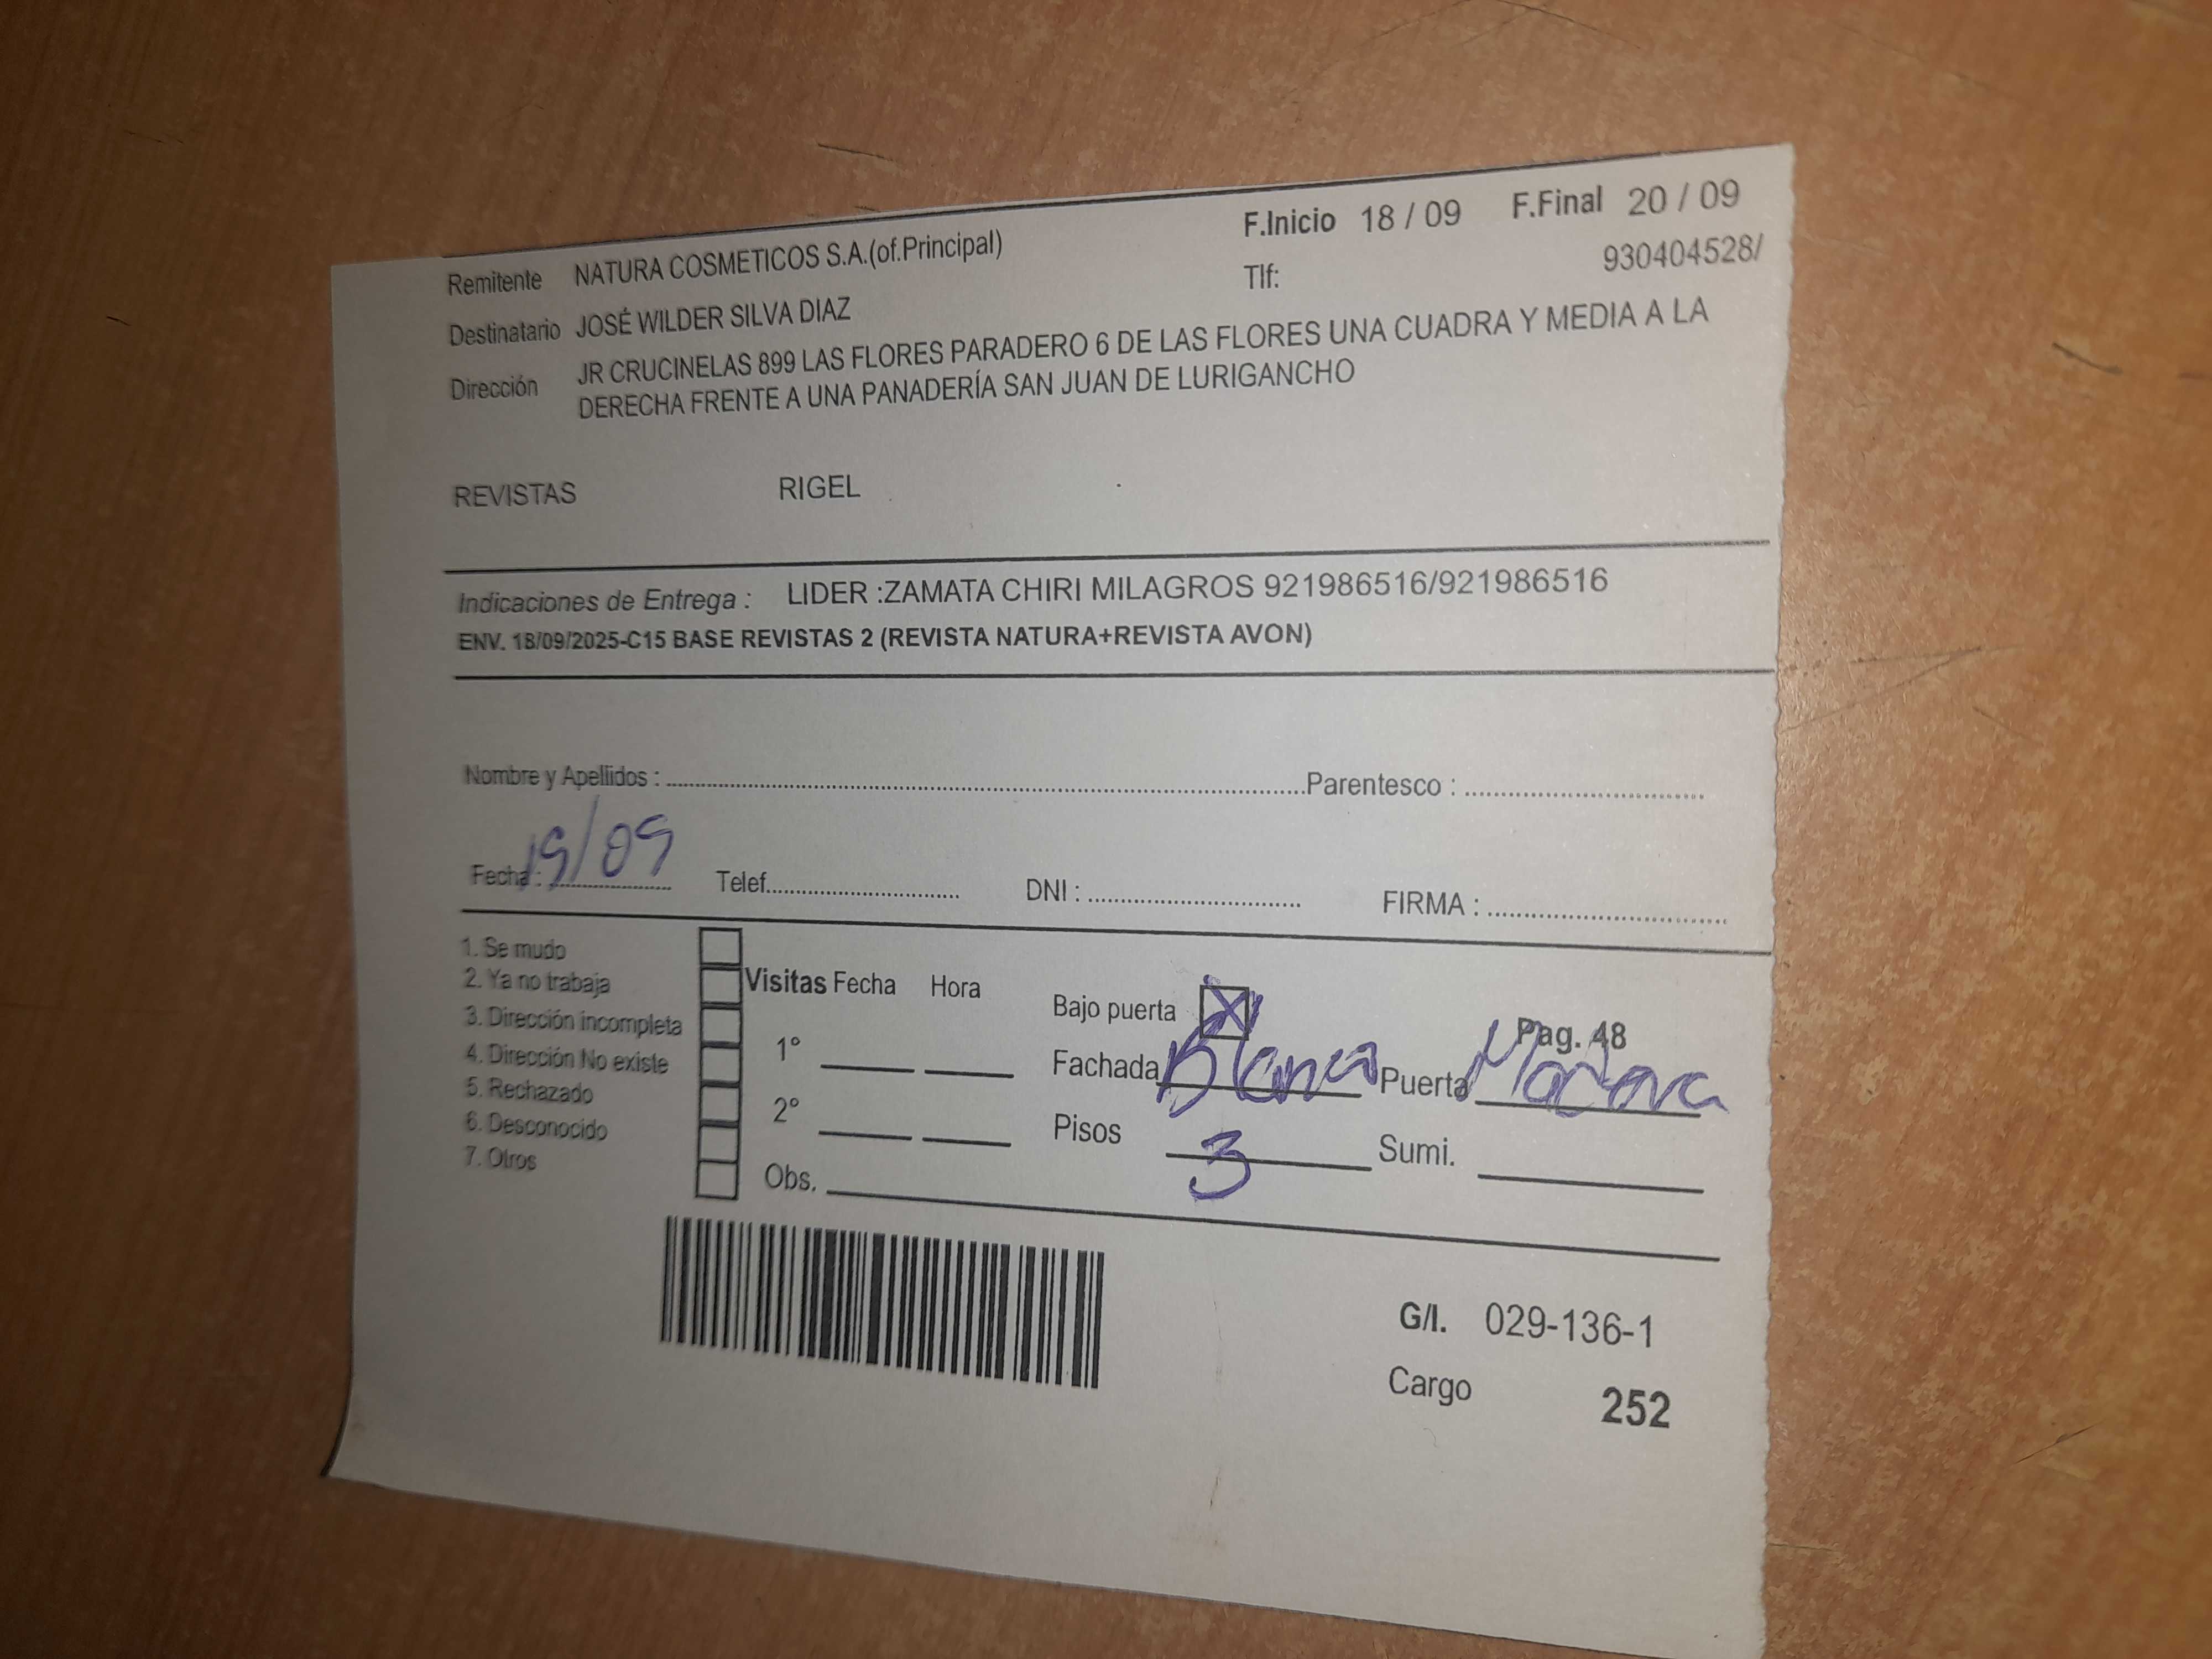 F.Inicio 18 / 09 F.Final 20 / 09
Remitente NATURA COSMETICOS S.A.(of.Principal) Tlf: 930404528/
Destinatario JOSÉ WILDER SILVA DIAZ
Dirección JR CRUCINELAS 899 LAS FLORES PARADERO 6 DE LAS FLORES UNA CUADRA Y MEDIA A LA
DERECHA FRENTE A UNA PANADERÍA SAN JUAN DE LURIGANCHO
REVISTAS RIGEL
Indicaciones de Entrega : LIDER :ZAMATA CHIRI MILAGROS 921986516/921986516
ENV. 18/09/2025-C15 BASE REVISTAS 2 (REVISTA NATURA+REVISTA AVON)
Nombre y Apellidos : Parentesco :
Fecha : 19/09 Telef. DNI : FIRMA :
1. Se mudo
2. Ya no trabaja
3. Dirección incompleta
4. Dirección No existe
5. Rechazado
6. Desconocido
7. Otros
Visitas Fecha Hora
1°
2°
Obs.
Bajo puerta X Pag. 48
Fachada Blanca Puerta
Pisos 3 Sumi.
G/I. 029-136-1
Cargo 252